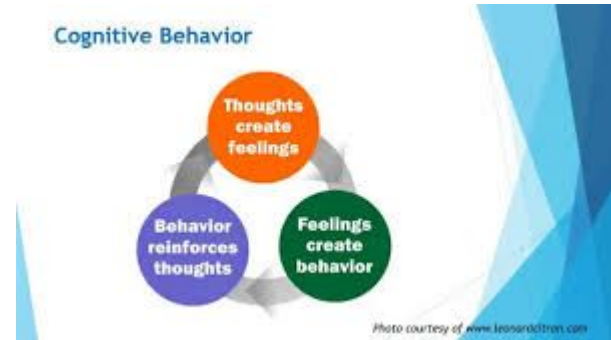 Cognitive Behavior
Thoughts
create
feelings
Feelings
create
behavior
Behavior
reinforces
thoughts
Photo courtesy of www.leonardcitron.com